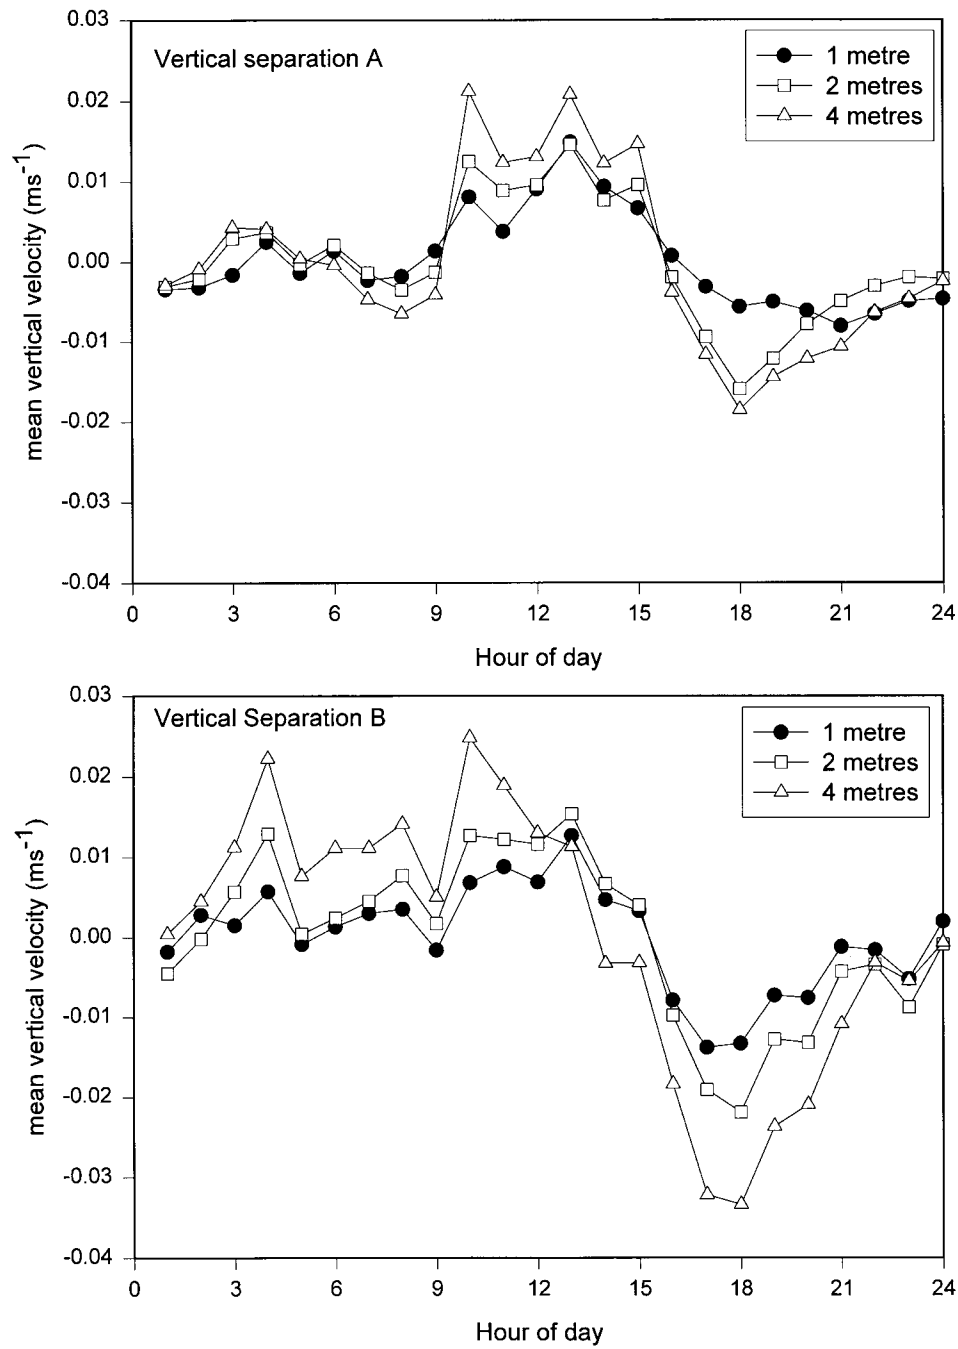 Vertical separation A
1 metre
2 metres
4 metres
mean vertical velocity (ms⁻¹)
0.03
0.02
0.01
0.00
-0.01
-0.02
-0.03
-0.04
0 3 6 9 12 15 18 21 24
Hour of day
Vertical Separation B
1 metre
2 metres
4 metres
mean vertical velocity (ms⁻¹)
0.03
0.02
0.01
0.00
-0.01
-0.02
-0.03
-0.04
0 3 6 9 12 15 18 21 24
Hour of day